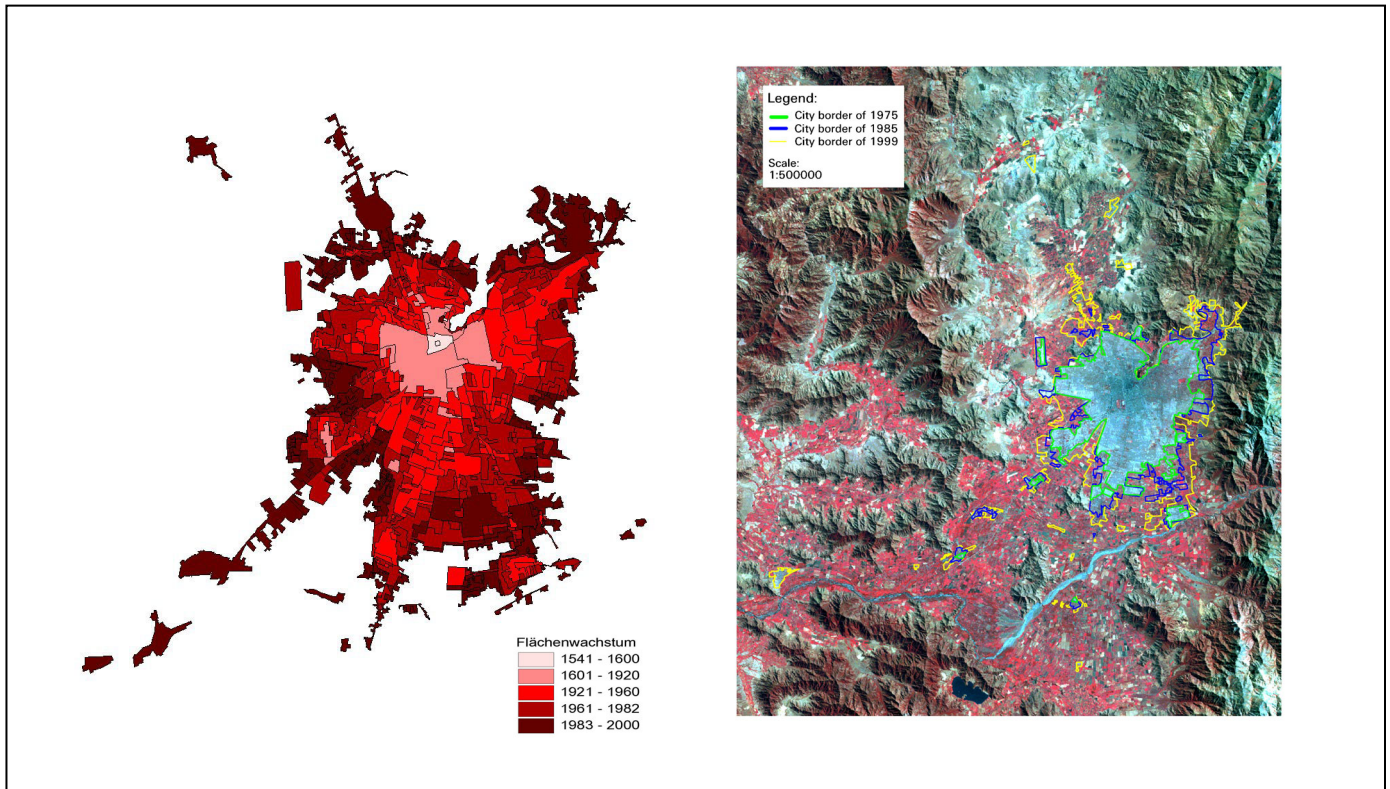 Flächenwachstum
1541 - 1600
1601 - 1920
1921 - 1960
1961 - 1982
1983 - 2000
Legend:
City border of 1975
City border of 1985
City border of 1999
Scale:
1:500000